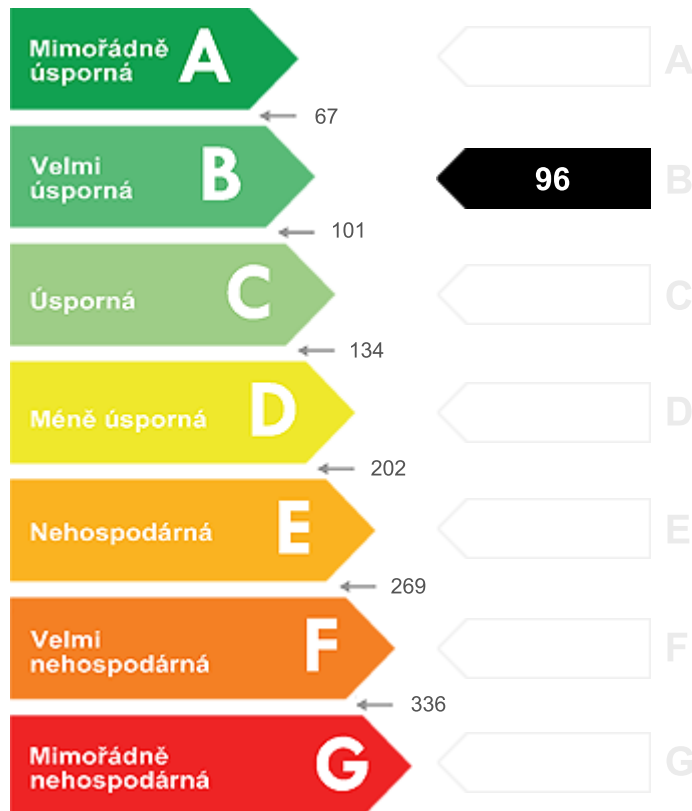 Mimořádně
úsporná
A
A
67
Velmi
úsporná
B
96
B
101
Úsporná
C
C
134
Méně úsporná
D
D
202
Nehospodárná
E
E
269
Velmi
nehospodárná
F
F
336
Mimořádně
nehospodárná
G
G